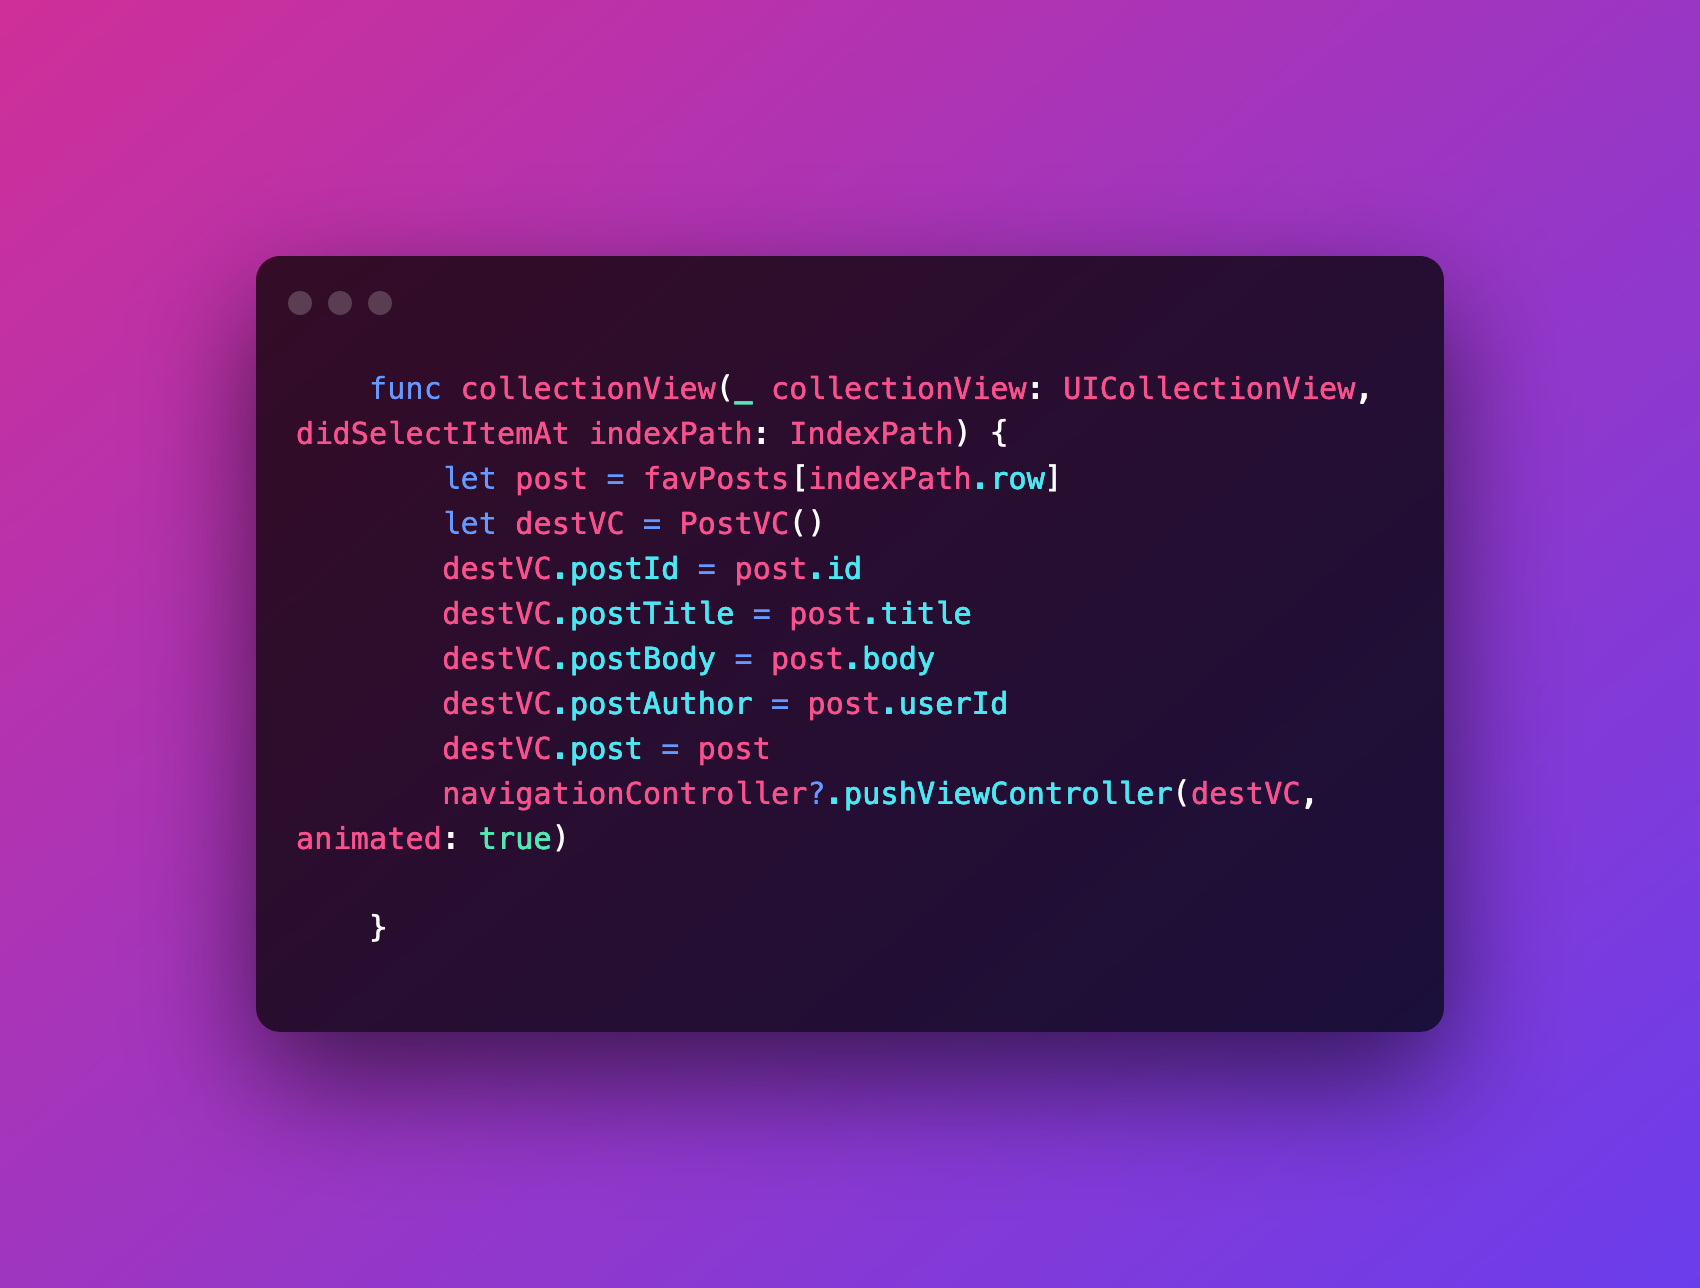 func collectionView(_ collectionView: UICollectionView,
didSelectItemAt indexPath: IndexPath) {
        let post = favPosts[indexPath.row]
        let destVC = PostVC()
        destVC.postId = post.id
        destVC.postTitle = post.title
        destVC.postBody = post.body
        destVC.postAuthor = post.userId
        destVC.post = post
        navigationController?.pushViewController(destVC,
animated: true)

    }